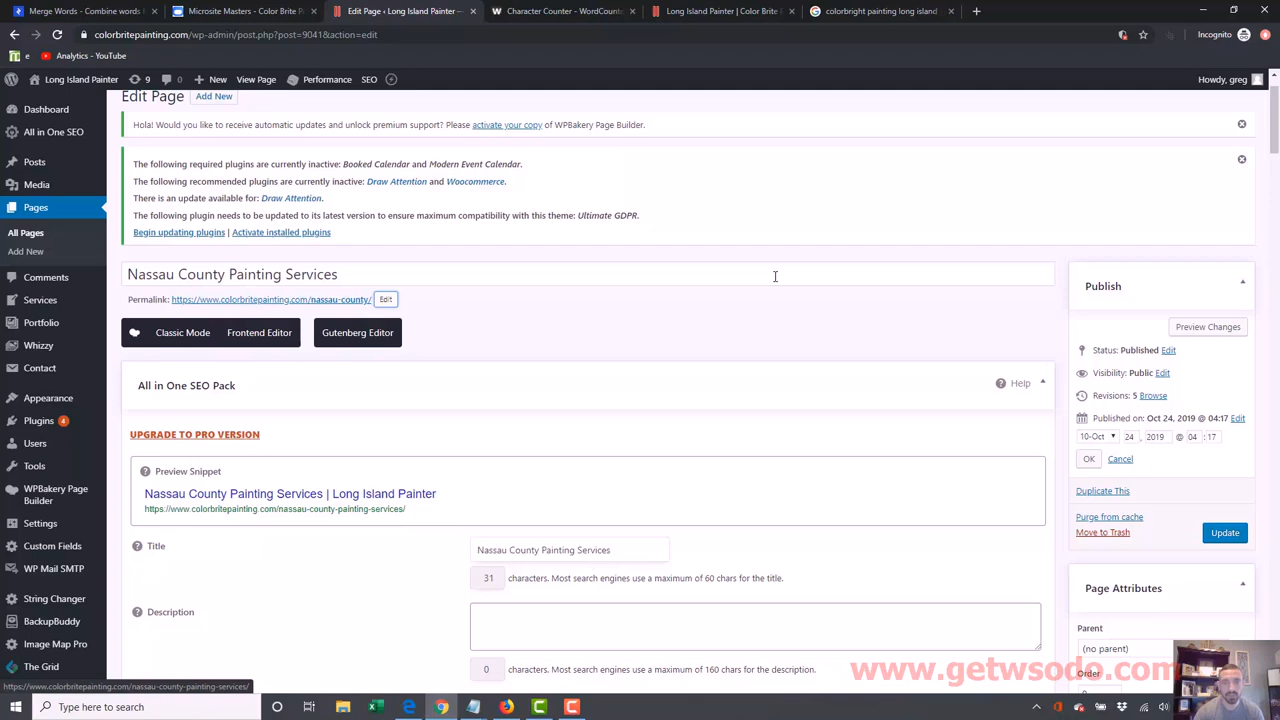 Merge Words - M
Color Brite P
Edit Page ‹ Long Island Painter —
Character Counter - WordCounte
Long Island Painter | Color Brite
colorbright painting long island
colorbritepainting.com/wp-admin/post.php?post=9041&action=edit
Incognito
e
Analytics - YouTube
Long Island Painter
9
0
New
View Page
Performance
SEO
Howdy, greg
Dashboard
All in One SEO
Posts
Media
Pages
All Pages
Add New
Comments
Services
Portfolio
Whizzy
Contact
Appearance
Plugins 4
Users
Tools
WPBakery Page
Builder
Settings
Custom Fields
WP Mail SMTP
String Changer
BackupBuddy
Image Map Pro
The Grid
Edit Page
Add New
Hola! Would you like to receive automatic updates and unlock premium support? Please activate your copy of WPBakery Page Builder.
The following required plugins are currently inactive: Booked Calendar and Modern Event Calendar.
The following recommended plugins are currently inactive: Draw Attention and Woocommerce.
There is an update available for: Draw Attention.
The following plugin needs to be updated to its latest version to ensure maximum compatibility with this theme: Ultimate GDPR.
Begin updating plugins | Activate installed plugins
Nassau County Painting Services
Permalink: https://www.colorbritepainting.com/nassau-county/ Edit
Classic Mode
Frontend Editor
Gutenberg Editor
All in One SEO Pack
Help
UPGRADE TO PRO VERSION
Preview Snippet
Nassau County Painting Services | Long Island Painter
https://www.colorbritepainting.com/nassau-county-painting-services/
Title
Nassau County Painting Services
31 characters. Most search engines use a maximum of 60 chars for the title.
Description
0 characters. Most search engines use a maximum of 160 chars for the description.
Publish
Preview Changes
Status: Published Edit
Visibility: Public Edit
Revisions: 5 Browse
Published on: Oct 24, 2019 @ 04:17 Edit
10-Oct 24 , 2019 @ 04 : 17
OK Cancel
Duplicate This
Purge from cache
Move to Trash
Update
Page Attributes
Parent
(no parent)
Order
www.getwsodo.com
https://www.colorbritepainting.com/nassau-county-painting-services/
Type here to search